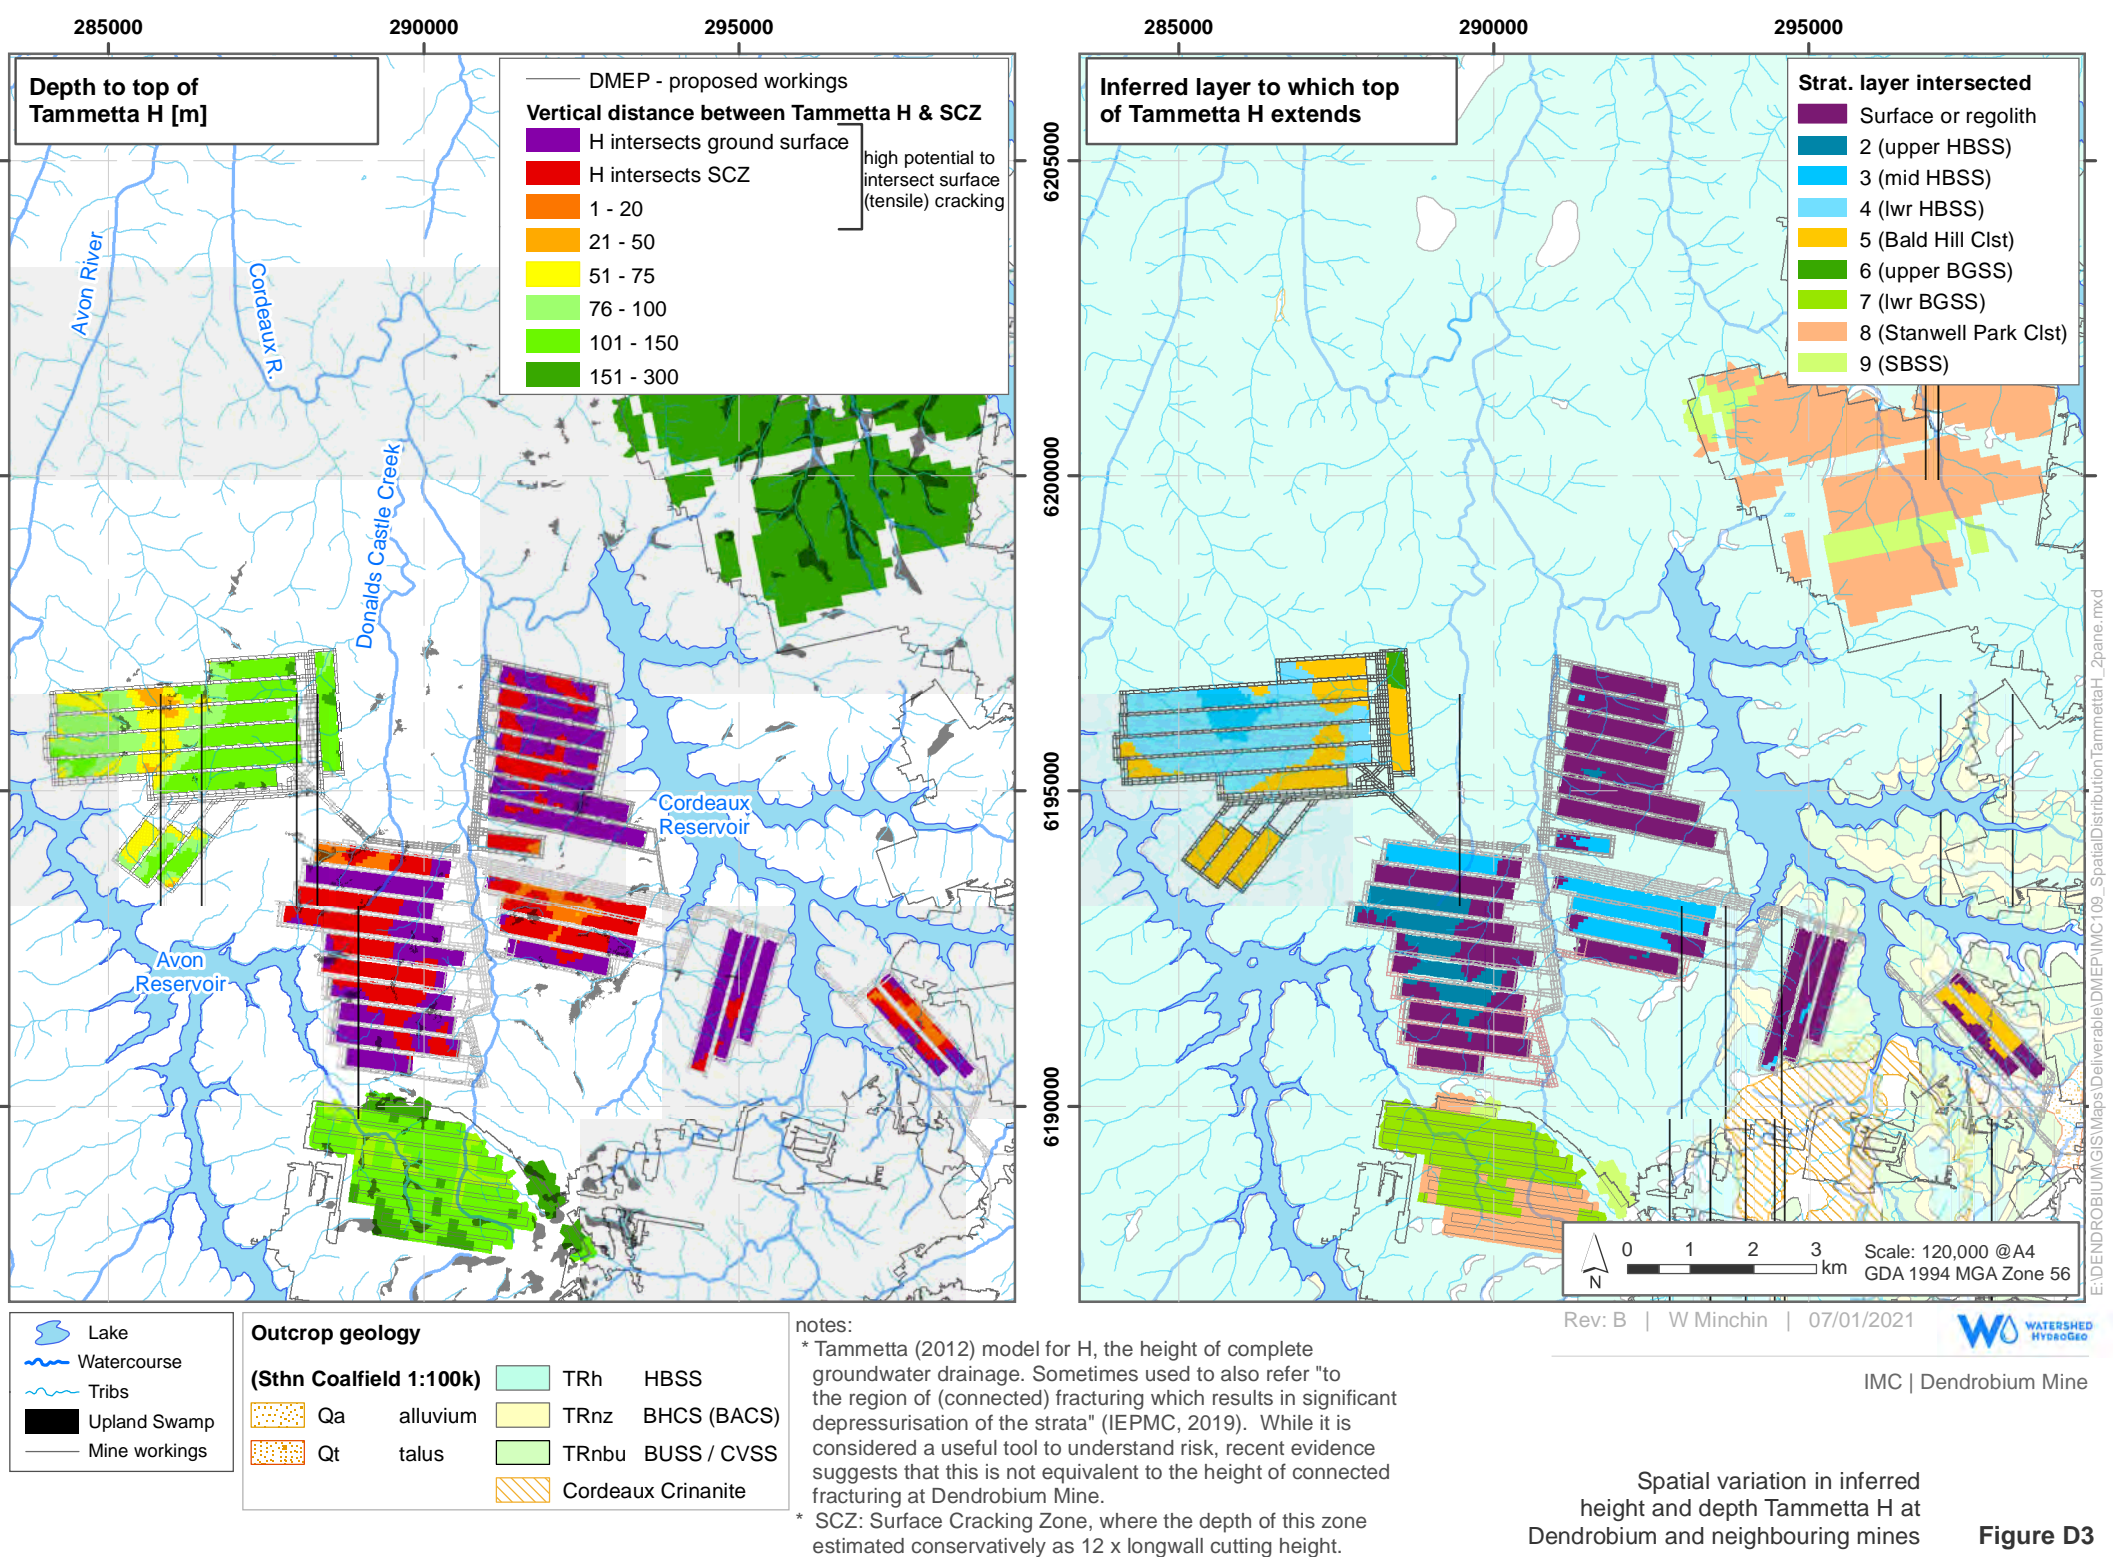 285000 290000 295000
285000 290000 295000
Depth to top of
Tammetta H [m]
DMEP - proposed workings
Vertical distance between Tammetta H & SCZ
H intersects ground surface
H intersects SCZ
1 - 20
21 - 50
51 - 75
76 - 100
101 - 150
151 - 300
high potential to
intersect surface
(tensile) cracking
Avon River
Cordeaux R.
Donalds Castle Creek
Cordeaux
Reservoir
Avon
Reservoir
6205000
6200000
6195000
6190000
Inferred layer to which top
of Tammetta H extends
Strat. layer intersected
Surface or regolith
2 (upper HBSS)
3 (mid HBSS)
4 (lwr HBSS)
5 (Bald Hill Clst)
6 (upper BGSS)
7 (lwr BGSS)
8 (Stanwell Park Clst)
9 (SBSS)
0 1 2 3
km
N
Scale: 120,000 @A4
GDA 1994 MGA Zone 56
E:\DENDROBIUM\GIS\Maps\Deliverable\DMEP\IMC109_SpatialDistributionTammettaH_2pane.mxd
Lake
Watercourse
Tribs
Upland Swamp
Mine workings
Outcrop geology
(Sthn Coalfield 1:100k)
Qa alluvium
Qt talus
TRh HBSS
TRnz BHCS (BACS)
TRnbu BUSS / CVSS
Cordeaux Crinanite
notes:
* Tammetta (2012) model for H, the height of complete
groundwater drainage. Sometimes used to also refer "to
the region of (connected) fracturing which results in significant
depressurisation of the strata" (IEPMC, 2019). While it is
considered a useful tool to understand risk, recent evidence
suggests that this is not equivalent to the height of connected
fracturing at Dendrobium Mine.
* SCZ: Surface Cracking Zone, where the depth of this zone
estimated conservatively as 12 x longwall cutting height.
Rev: B | W Minchin | 07/01/2021
WATERSHED
HYDROGEO
IMC | Dendrobium Mine
Spatial variation in inferred
height and depth Tammetta H at
Dendrobium and neighbouring mines
Figure D3